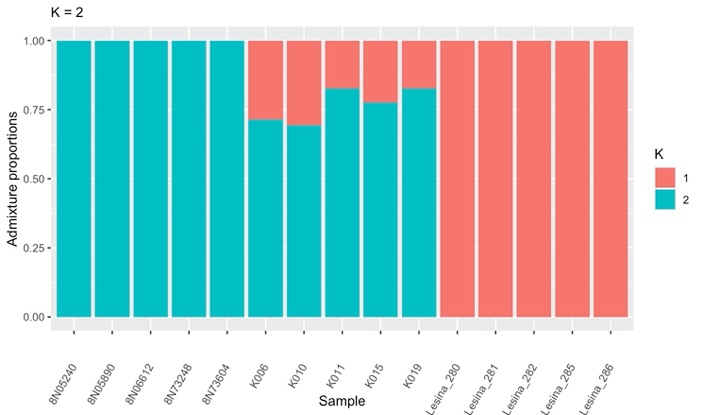 K = 2
Admixture proportions
1.00
0.75
0.50
0.25
0.00
8N05240
8N05890
8N06612
8N73248
8N73604
K006
K010
K011
K015
K019
Lesina_280
Lesina_281
Lesina_282
Lesina_285
Lesina_286
Sample
K
1
2